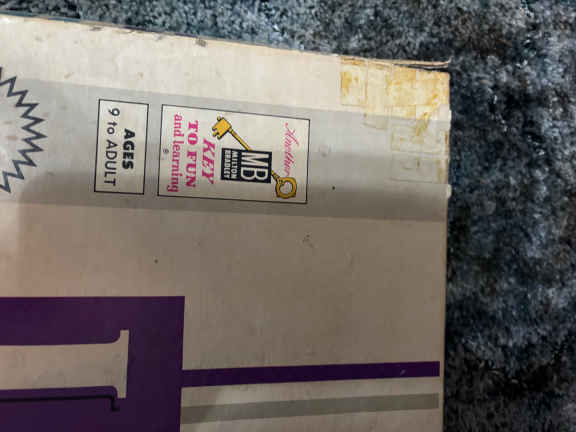 Another
MB
MILTON
BRADLEY
KEY
TO FUN
and learning
®
AGES
9 to ADULT